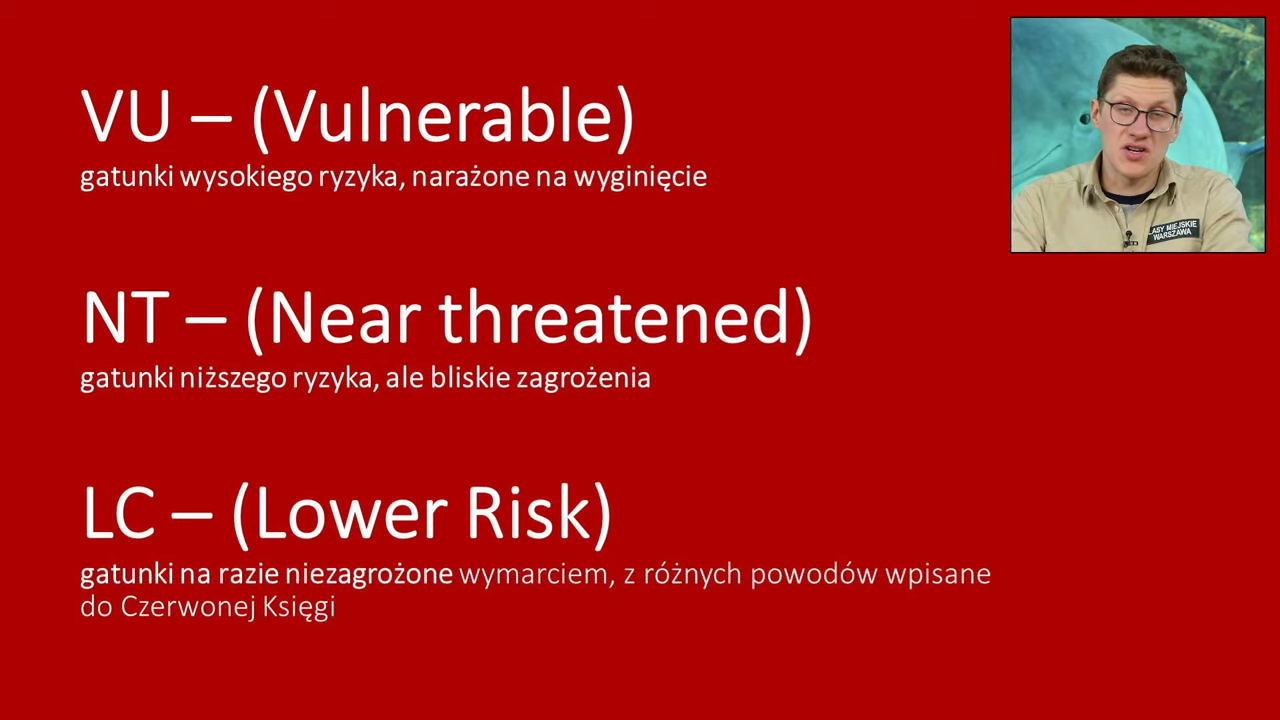 VU – (Vulnerable)
gatunki wysokiego ryzyka, narażone na wyginięcie
NT – (Near threatened)
gatunki niższego ryzyka, ale bliskie zagrożenia
LC – (Lower Risk)
gatunki na razie niezagrożone wymarciem, z różnych powodów wpisane
do Czerwonej Księgi
LASY MIEJSKIE
WARSZAWA